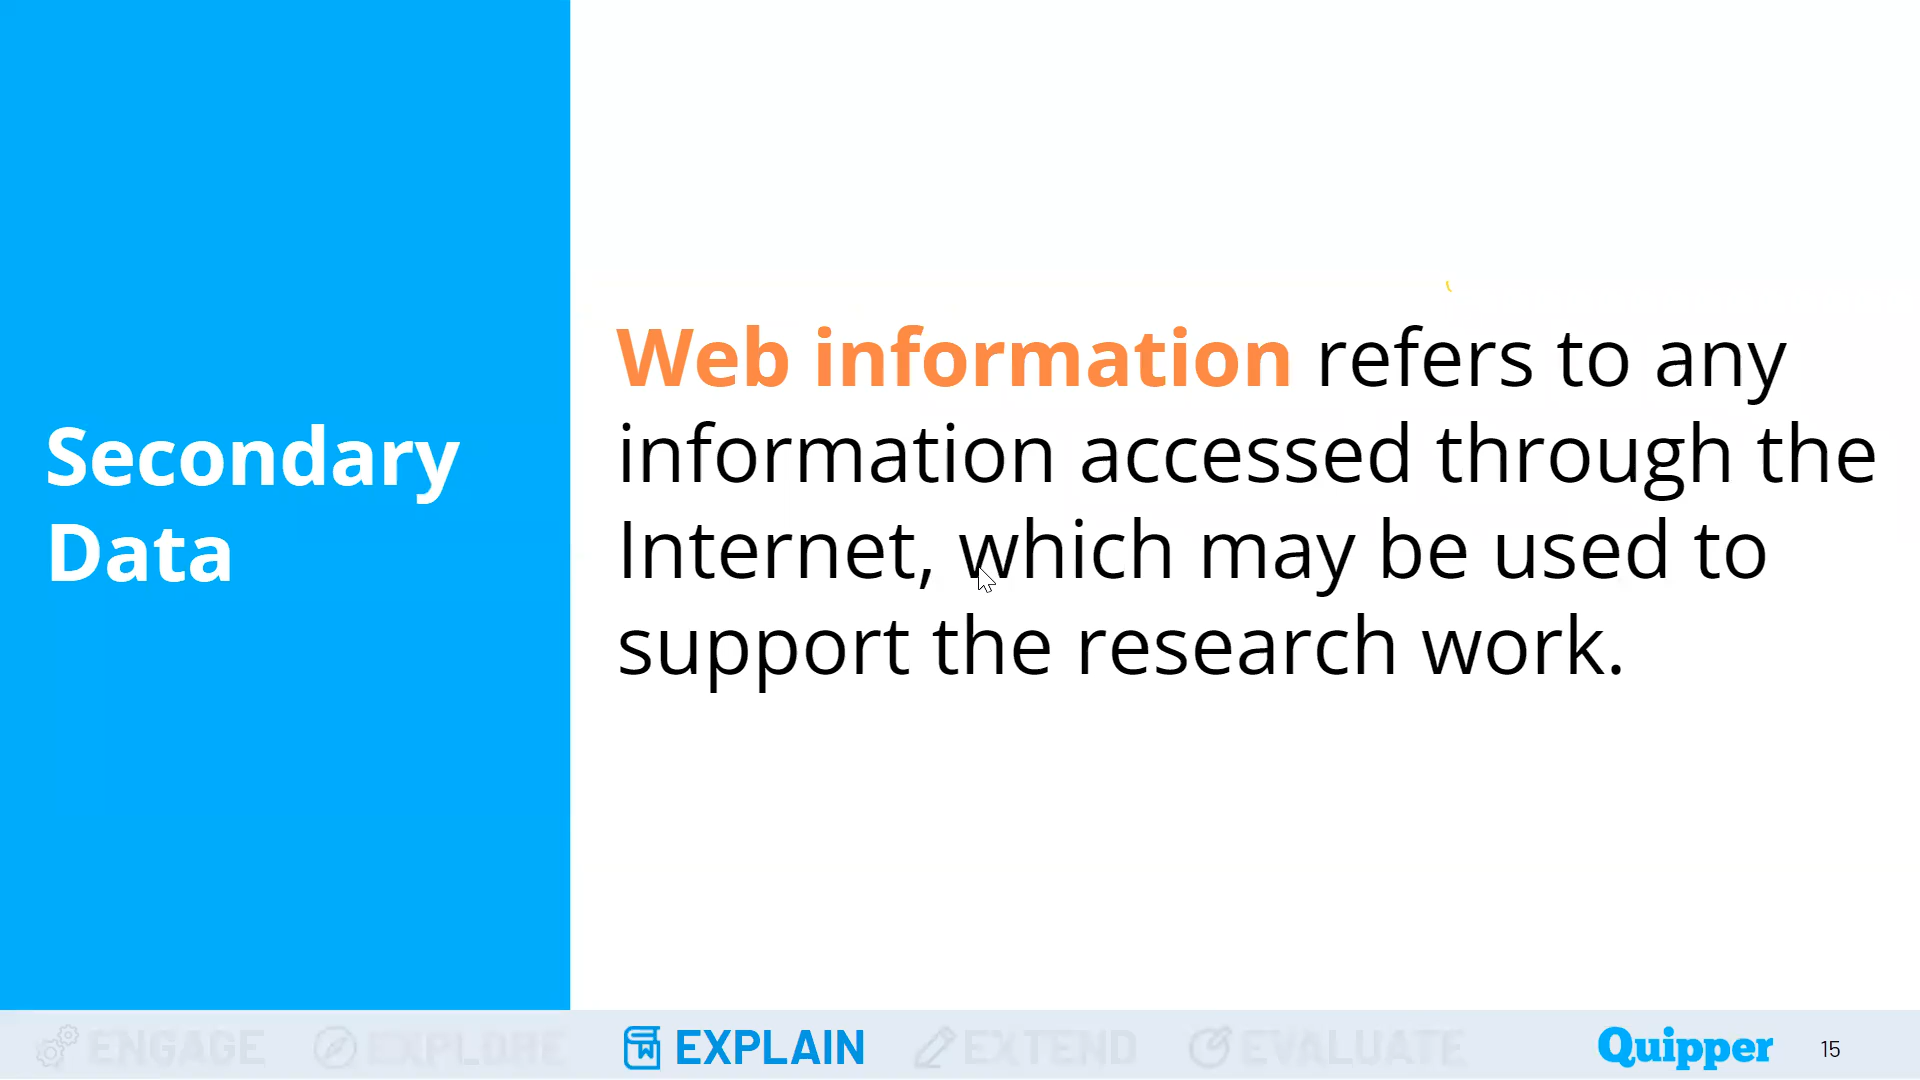 Secondary
Data
Web information refers to any
information accessed through the
Internet, which may be used to
support the research work.
ENGAGE
EXPLORE
EXPLAIN
EXTEND
EVALUATE
Quipper
15